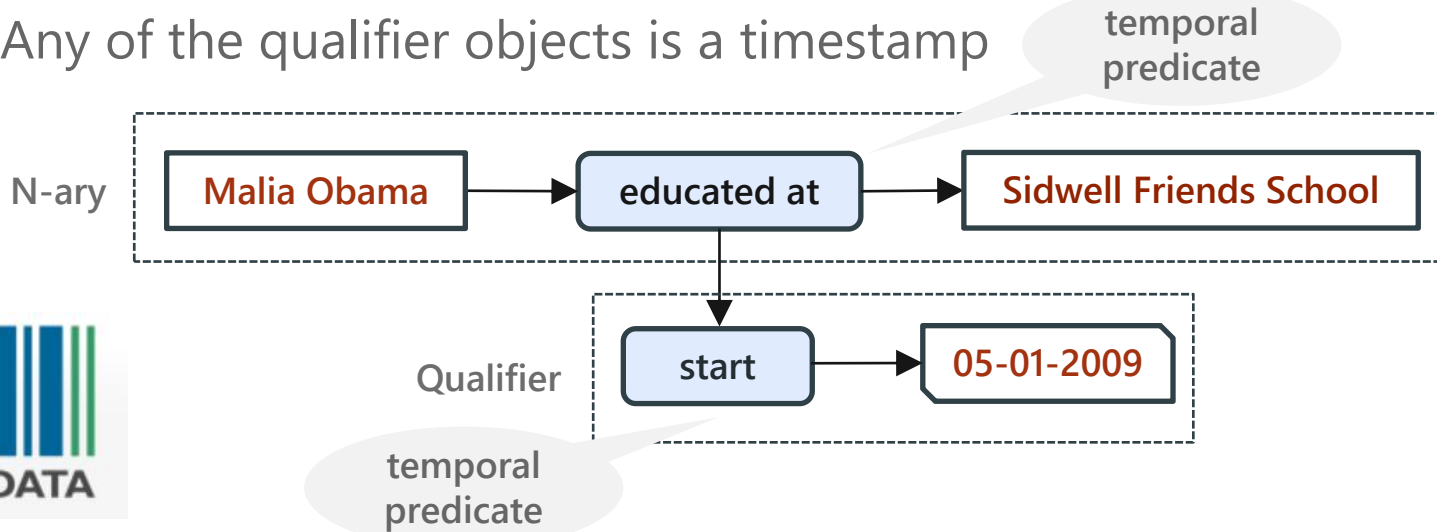 Any of the qualifier objects is a timestamp
temporal
predicate
N-ary
Malia Obama
educated at
Sidwell Friends School
Qualifier
start
05-01-2009
DATA
temporal
predicate